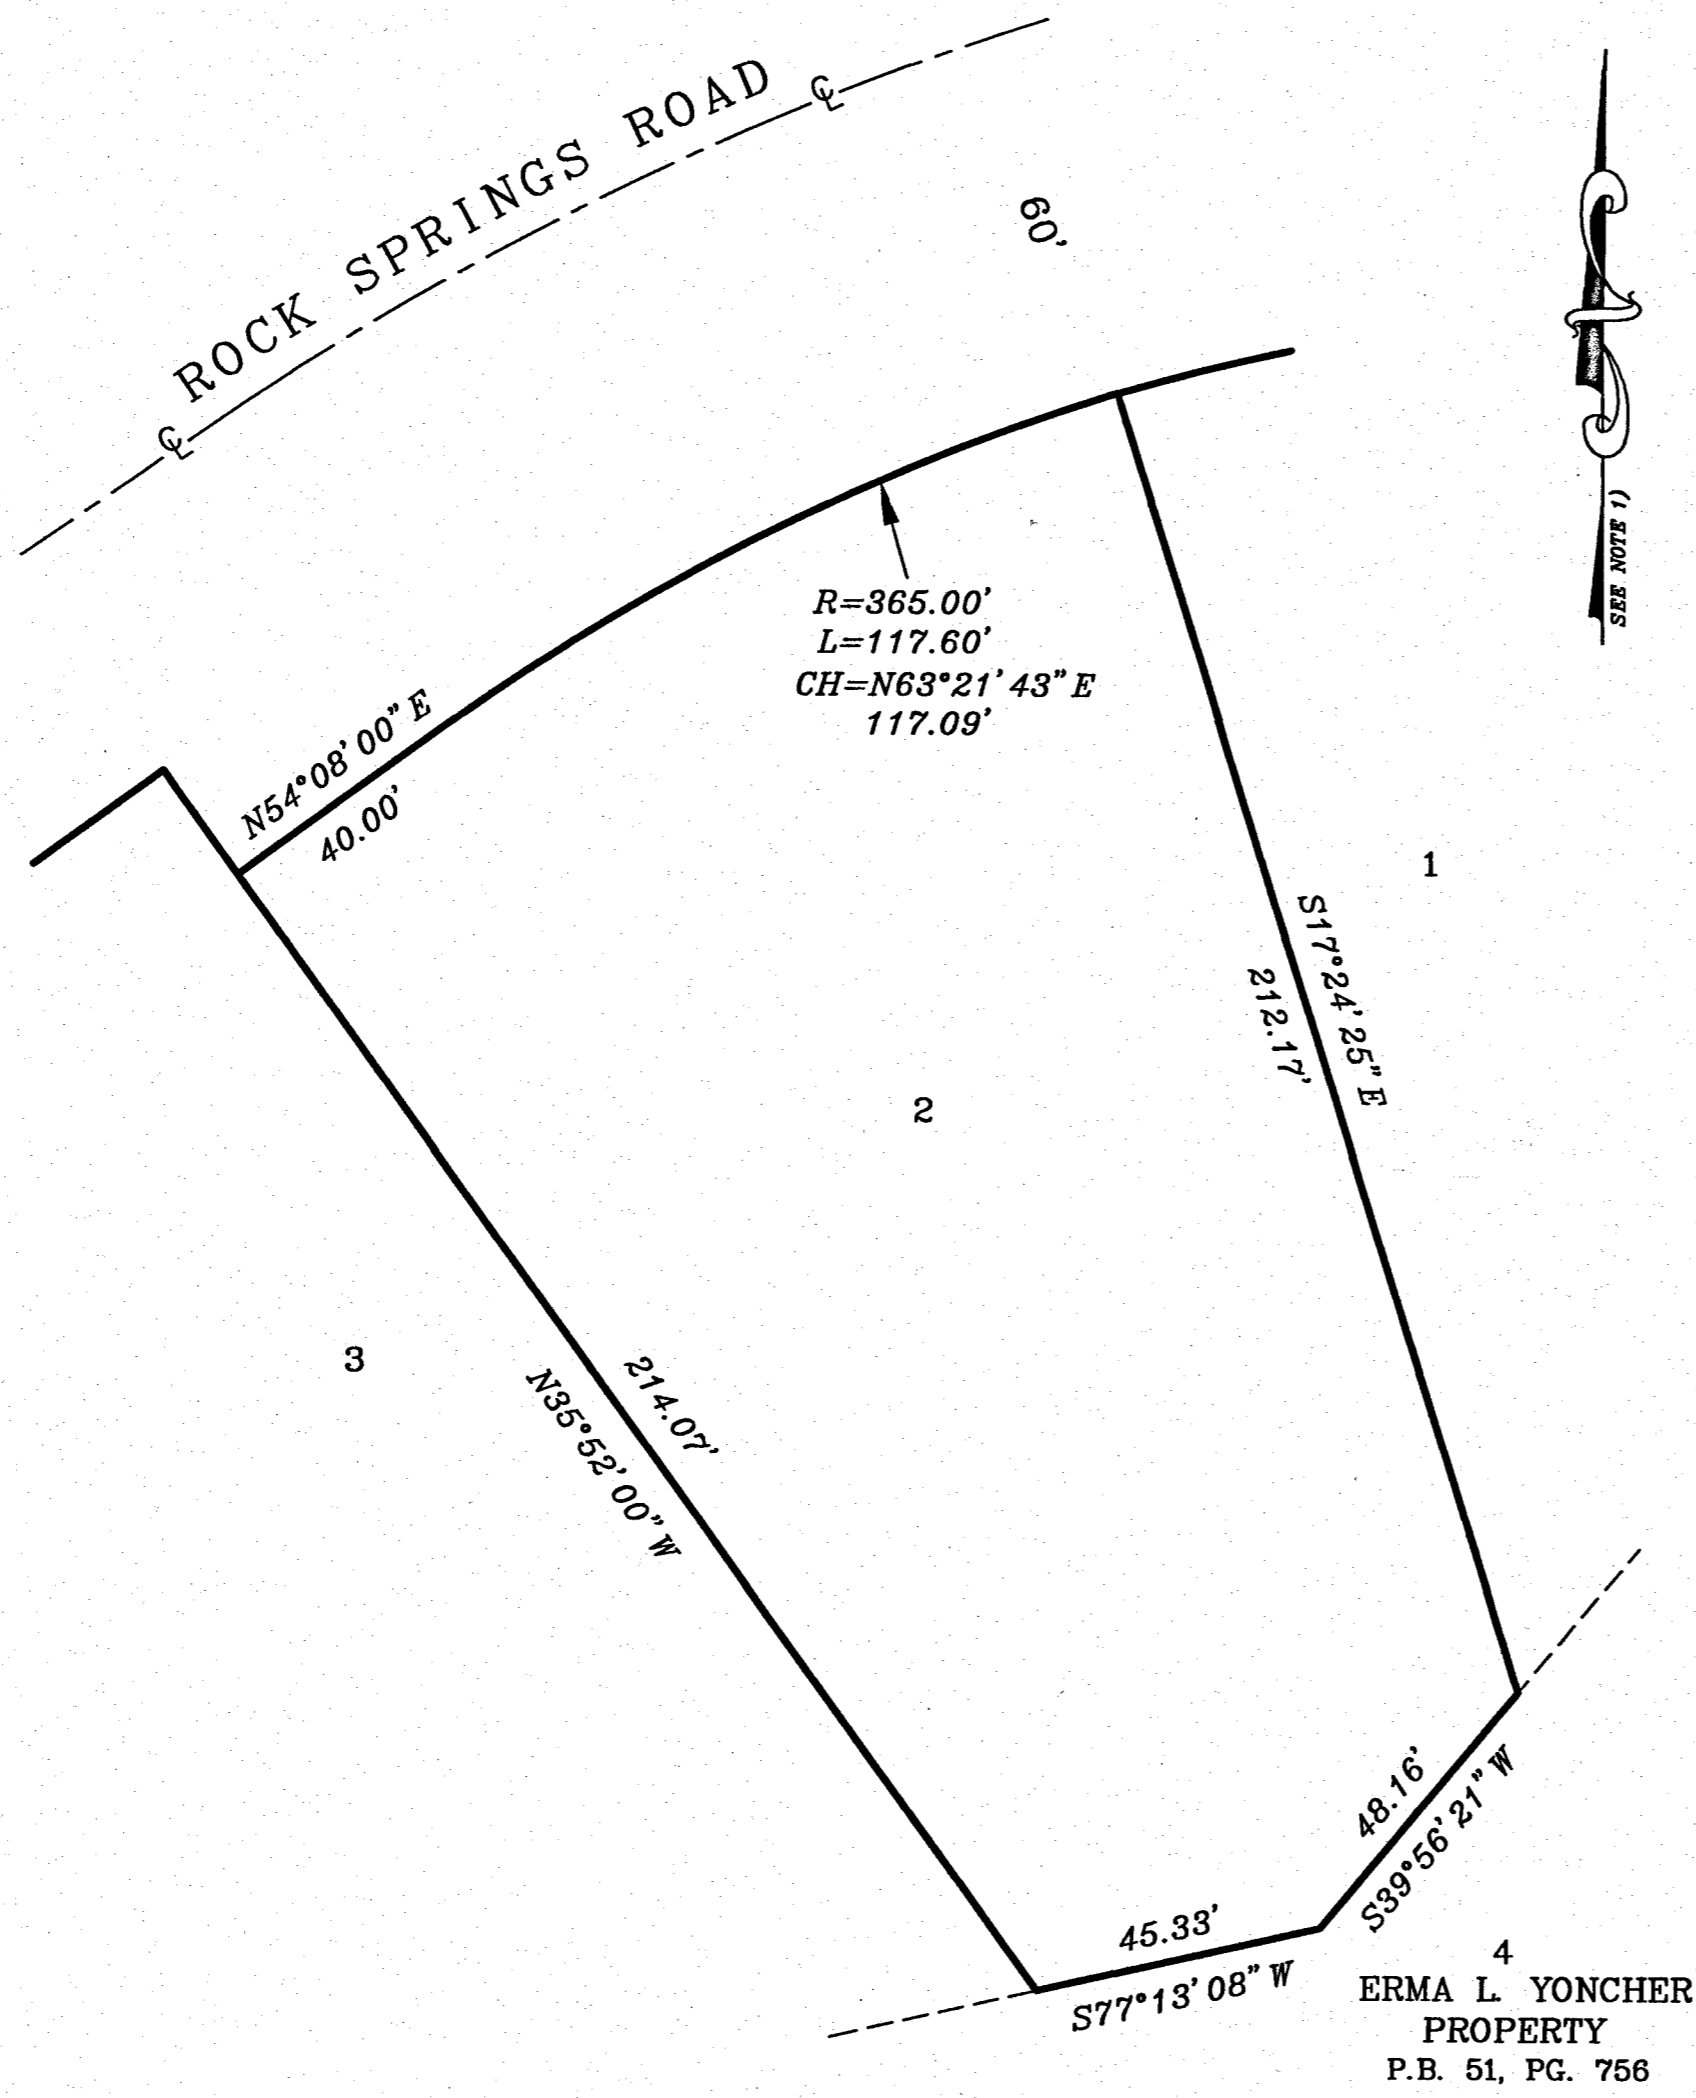 ROCK SPRINGS ROAD
℄
℄
60'
SEE NOTE 1)
R=365.00'
L=117.60'
CH=N63°21'43"E
117.09'
N54°08'00"E
40.00'
1
S17°24'25"E
212.17'
2
3
214.07'
N35°52'00"W
48.16'
S39°56'21"W
45.33'
S77°13'08"W
4
ERMA L. YONCHER
PROPERTY
P.B. 51, PG. 756